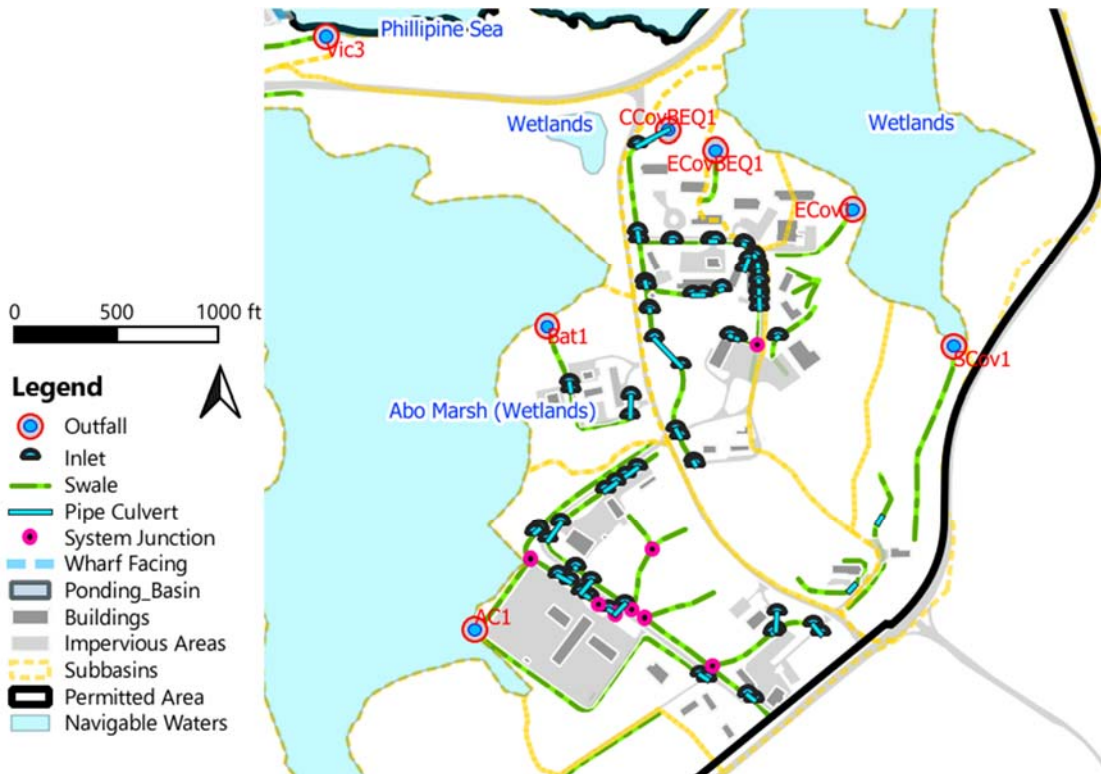 Phillipine Sea
Vic3
Wetlands
CCovBEQ1
Wetlands
ECovBEQ1
ECov1
0 500 1000 ft
Bat1
SCov1
Abo Marsh (Wetlands)
AC1
Legend
Outfall
Inlet
Swale
Pipe Culvert
System Junction
Wharf Facing
Ponding_Basin
Buildings
Impervious Areas
Subbasins
Permitted Area
Navigable Waters